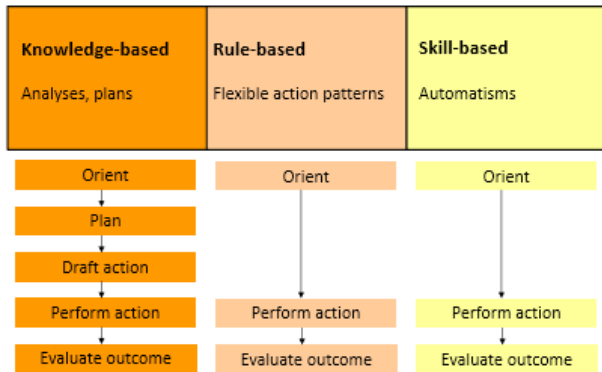 Knowledge-based
Analyses, plans
Rule-based
Flexible action patterns
Skill-based
Automatisms
Orient
Plan
Draft action
Perform action
Evaluate outcome
Orient
Perform action
Evaluate outcome
Orient
Perform action
Evaluate outcome